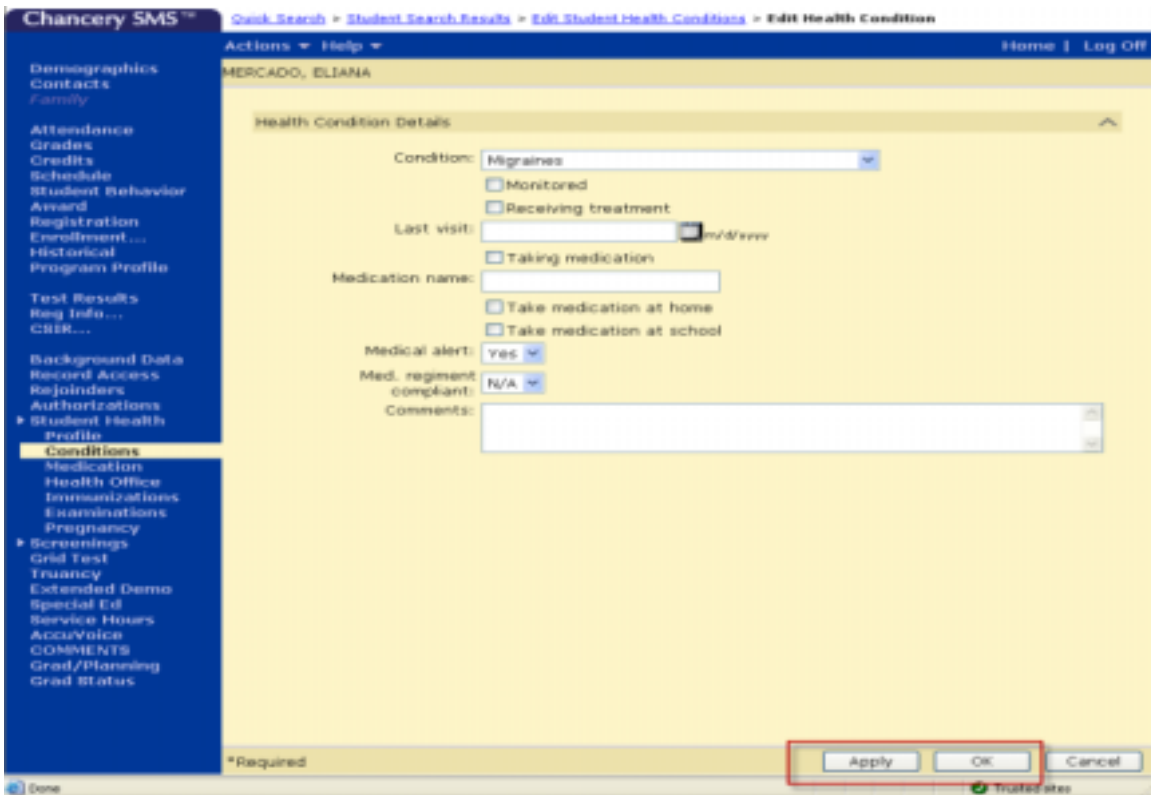 Chancery SMS™
Quick Search > Student Search Results > Edit Student Health Conditions > Edit Health Condition
Actions Help Home | Log Off
MERCADO, ELIANA
Demographics
Contacts
Family
Attendance
Grades
Credits
Schedule
Student Behavior
Award
Registration
Enrollment...
Historical
Program Profile
Test Results
Reg Info...
CSIR...
Background Data
Record Access
Rejoinders
Authorizations
Student Health
Profile
Conditions
Medication
Health Office
Immunizations
Examinations
Pregnancy
Screenings
Grid Test
Truancy
Extended Demo
Special Ed
Service Hours
AccuVoice
COMMENTS
Grad/Planning
Grad Status
Health Condition Details
Condition: Migraines
Monitored
Receiving treatment
Last visit: m/d/yyyy
Taking medication
Medication name:
Take medication at home
Take medication at school
Medical alert: Yes
Med. regiment
compliant: N/A
Comments:
*Required Apply OK Cancel
Done Trusted sites